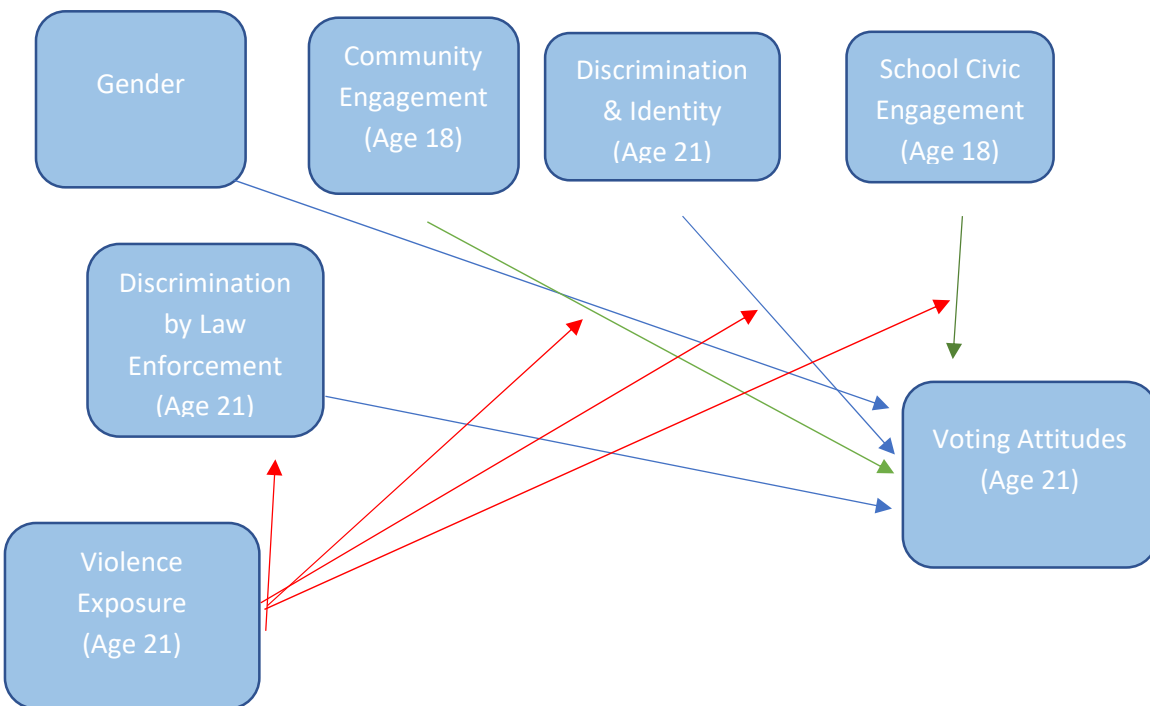 Gender
Community
Engagement
(Age 18)
Discrimination
& Identity
(Age 21)
School Civic
Engagement
(Age 18)
Discrimination
by Law
Enforcement
(Age 21)
Voting Attitudes
(Age 21)
Violence
Exposure
(Age 21)